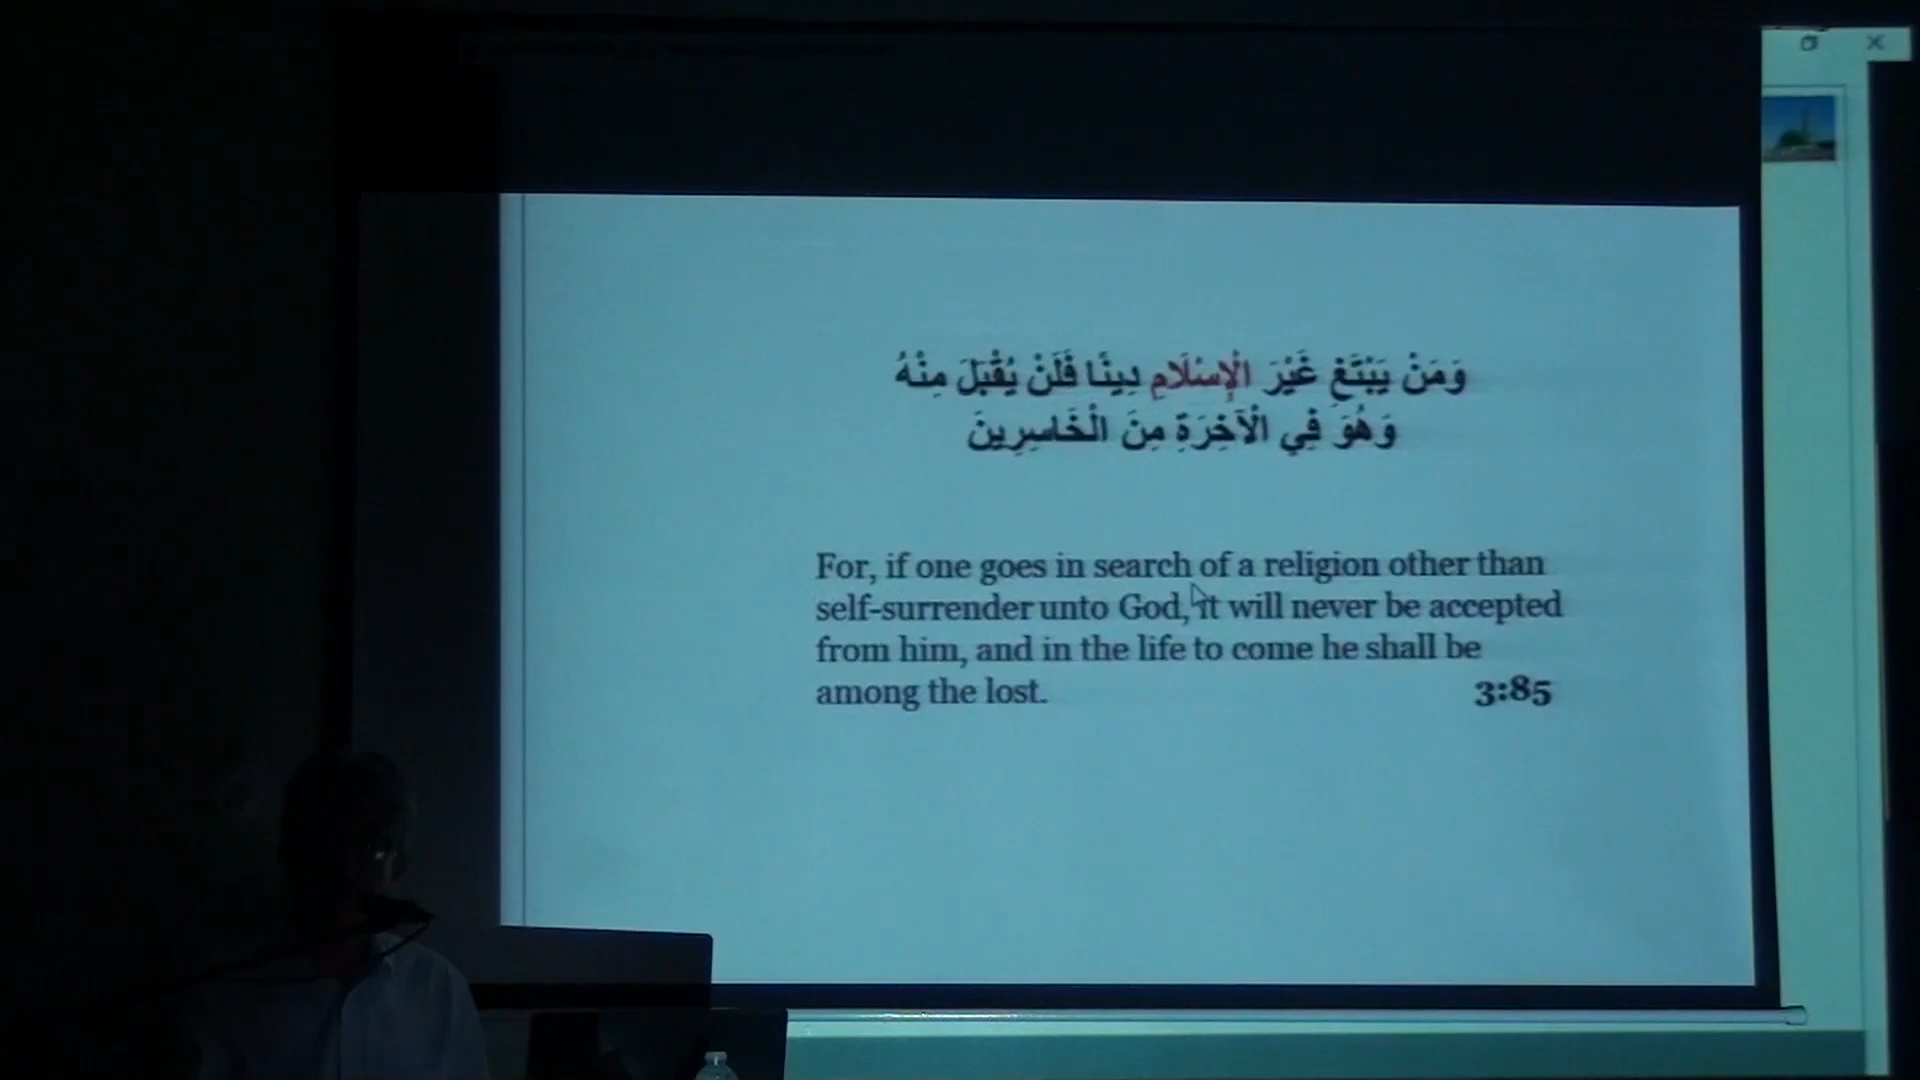 وَمَنْ يَبْتَغِ غَيْرَ الْإِسْلَامِ دِينًا فَلَنْ يُقْبَلَ مِنْهُ
وَهُوَ فِي الْآخِرَةِ مِنَ الْخَاسِرِينَ
For, if one goes in search of a religion other than
self-surrender unto God, it will never be accepted
from him, and in the life to come he shall be
among the lost. 3:85